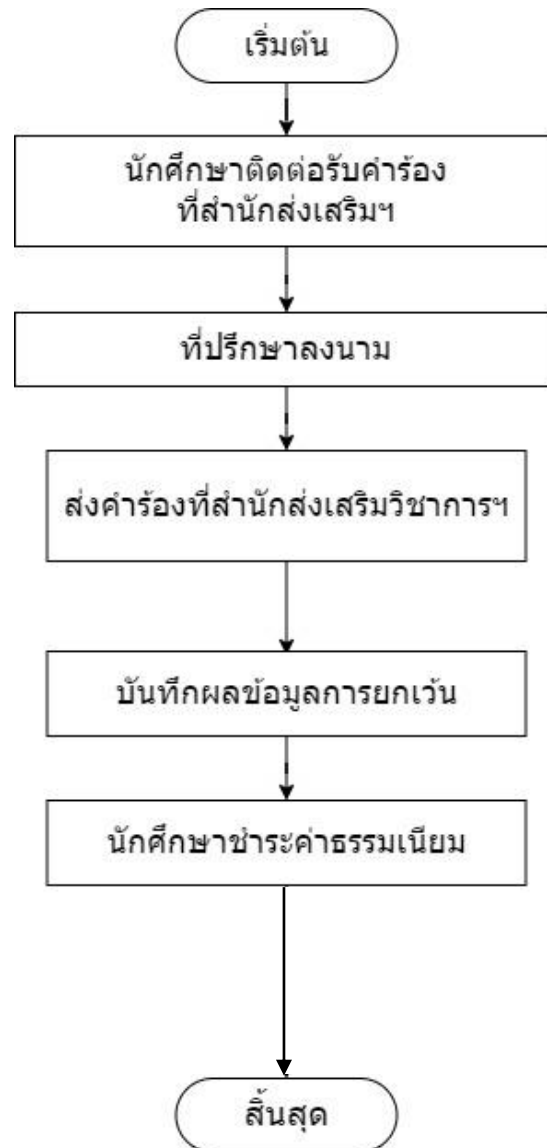 เริ่มต้น
นักศึกษาติดต่อรับคำร้อง
ที่สำนักส่งเสริมฯ
ที่ปรึกษาลงนาม
ส่งคำร้องที่สำนักส่งเสริมวิชาการฯ
บันทึกผลข้อมูลการยกเว้น
นักศึกษาชำระค่าธรรมเนียม
สิ้นสุด